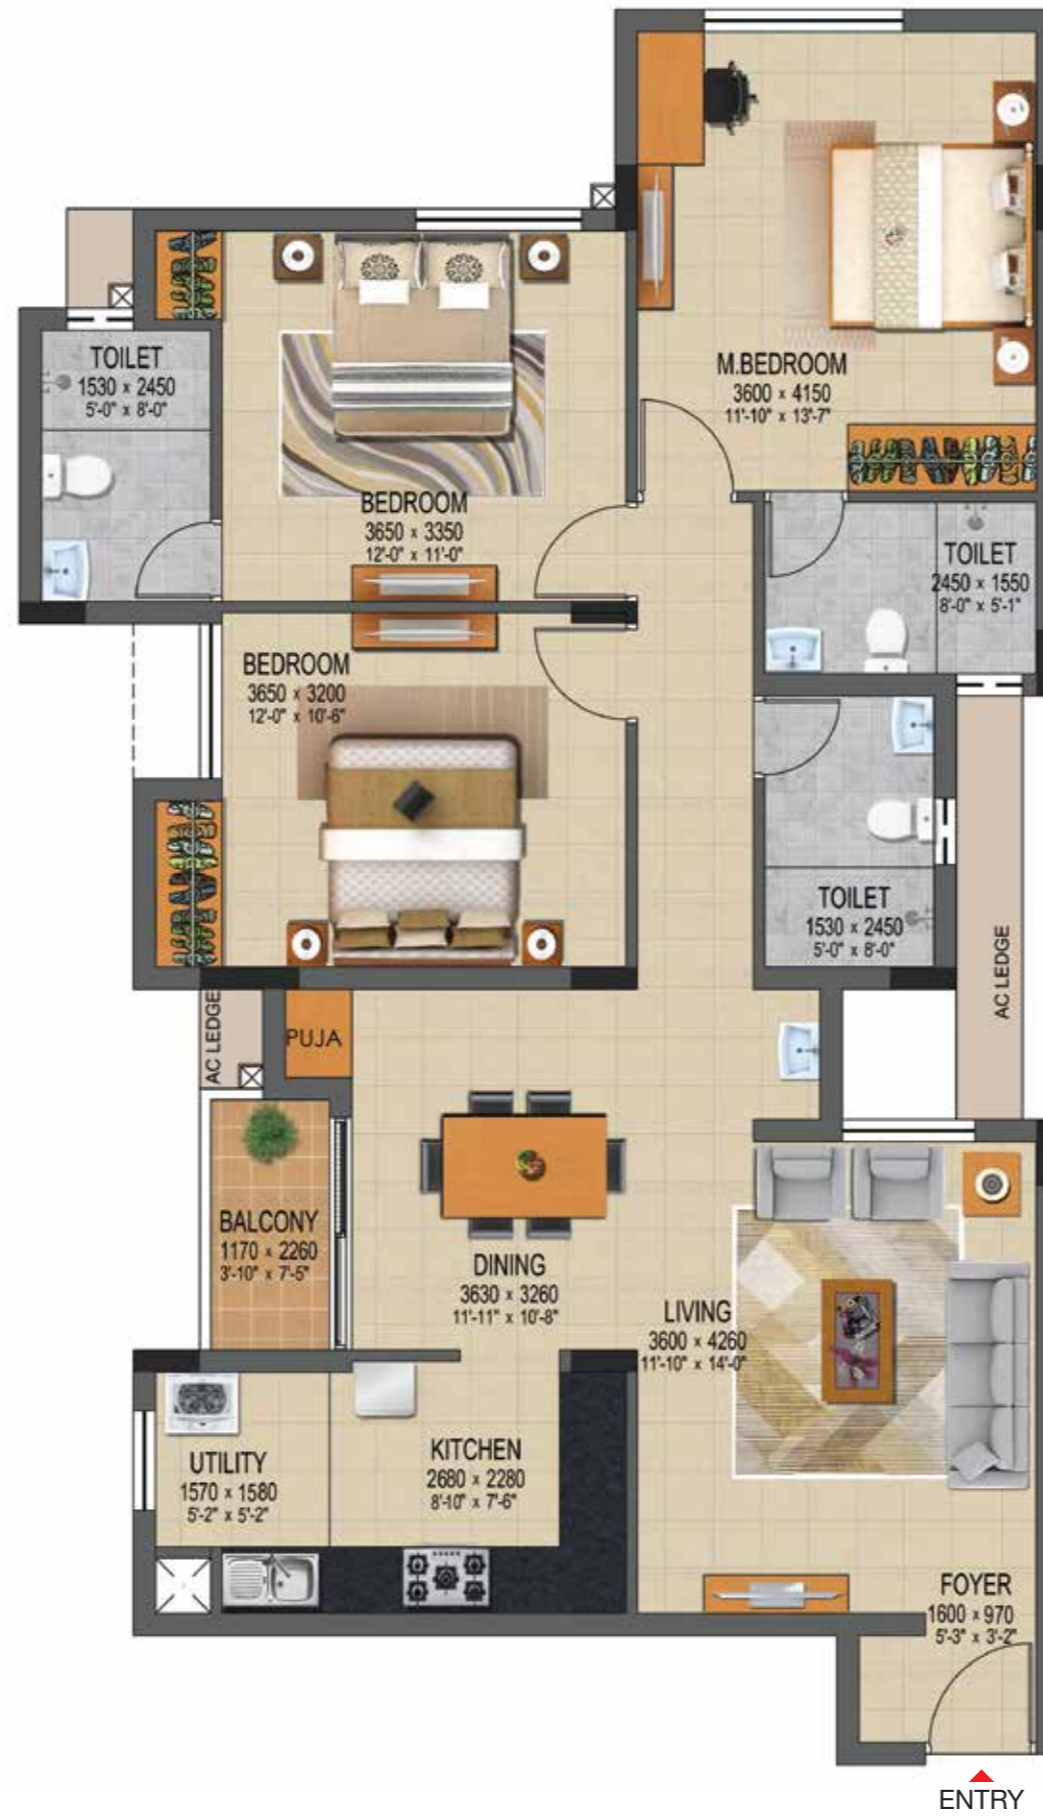 TOILET
1530 x 2450
5'-0" x 8'-0"
M.BEDROOM
3600 x 4150
11'-10" x 13'-7"
BEDROOM
3650 x 3350
12'-0" x 11'-0"
TOILET
2450 x 1550
8'-0" x 5'-1"
BEDROOM
3650 x 3200
12'-0" x 10'-6"
TOILET
1530 x 2450
5'-0" x 8'-0"
AC LEDGE
AC LEDGE
PUJA
BALCONY
1170 x 2260
3'-10" x 7'-5"
DINING
3630 x 3260
11'-11" x 10'-8"
LIVING
3600 x 4260
11'-10" x 14'-0"
UTILITY
1570 x 1580
5'-2" x 5'-2"
KITCHEN
2680 x 2280
8'-10" x 7'-6"
FOYER
1600 x 970
5'-3" x 3'-2"
ENTRY